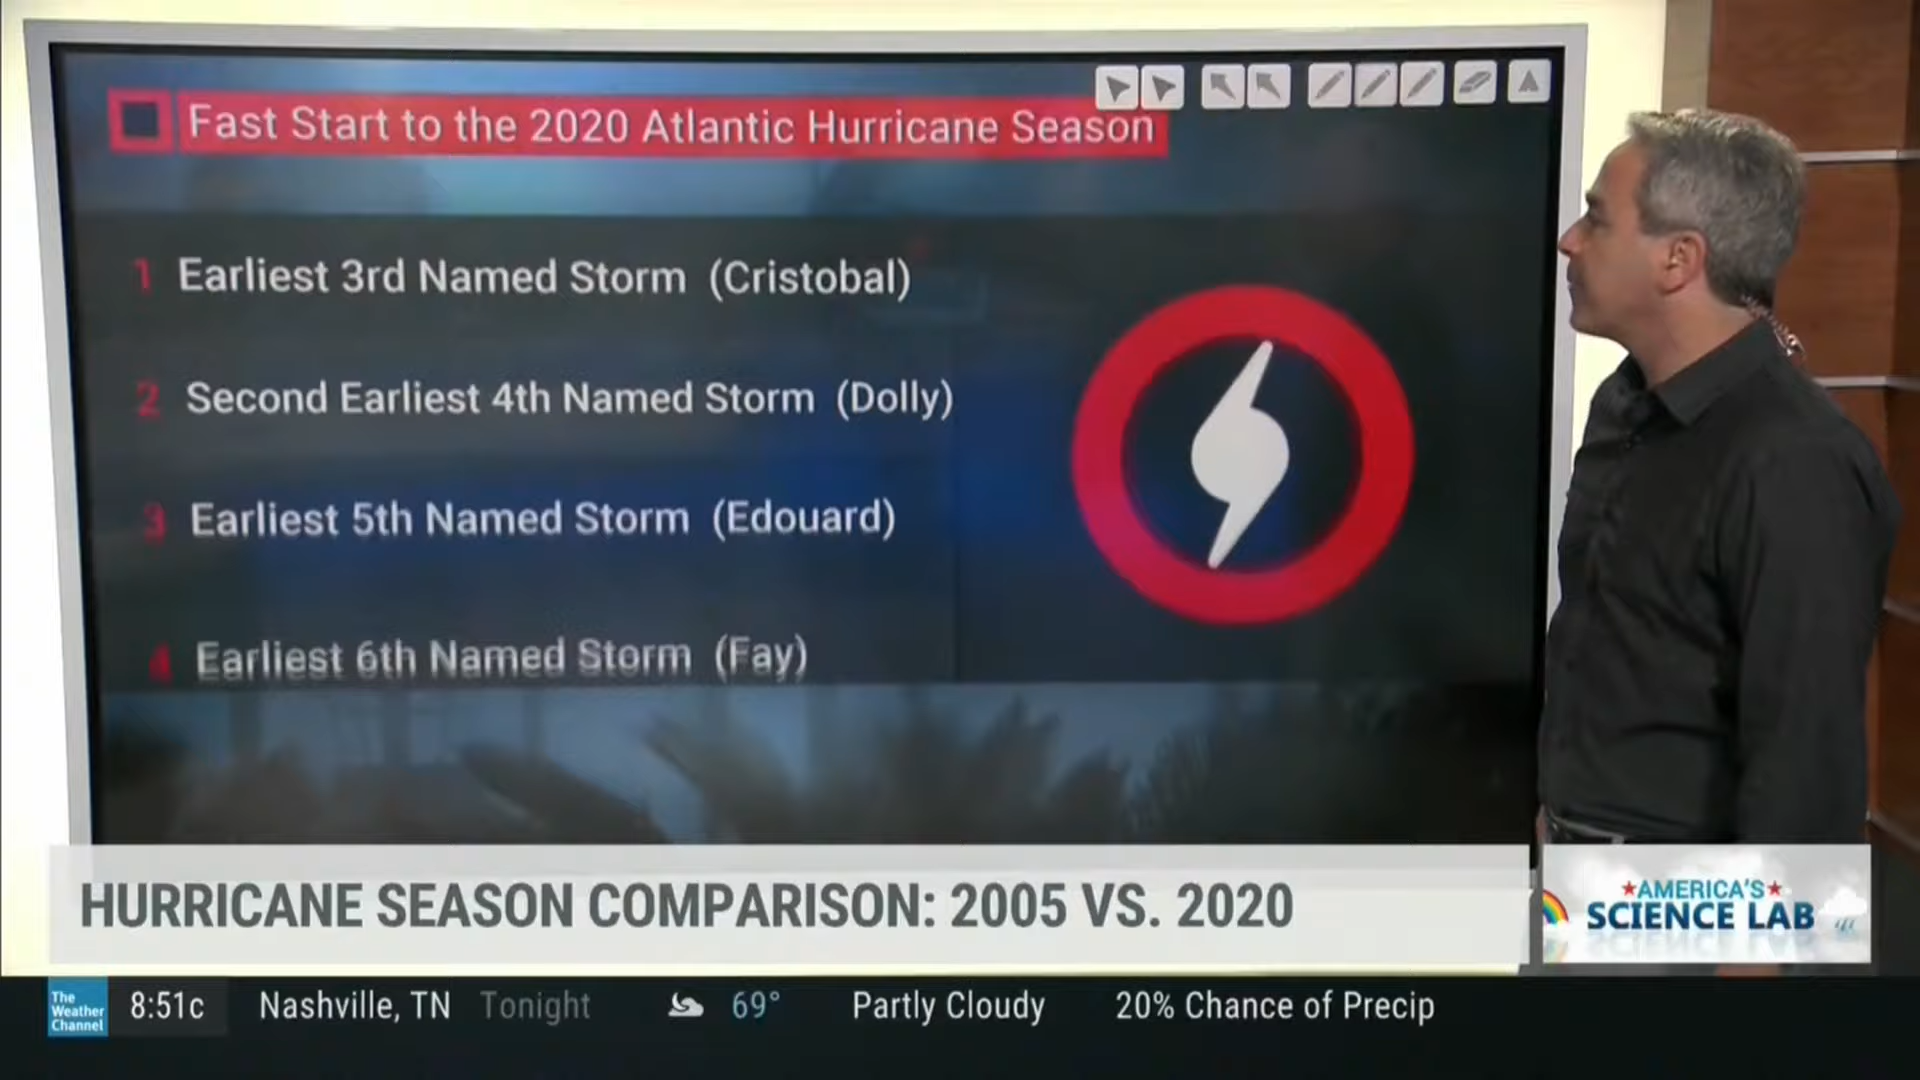 Fast Start to the 2020 Atlantic Hurricane Season
1 Earliest 3rd Named Storm (Cristobal)
2 Second Earliest 4th Named Storm (Dolly)
3 Earliest 5th Named Storm (Edouard)
4 Earliest 6th Named Storm (Fay)
HURRICANE SEASON COMPARISON: 2005 VS. 2020
AMERICA'S
SCIENCE LAB
The
Weather
Channel
8:51c Nashville, TN Tonight 69° Partly Cloudy 20% Chance of Precip